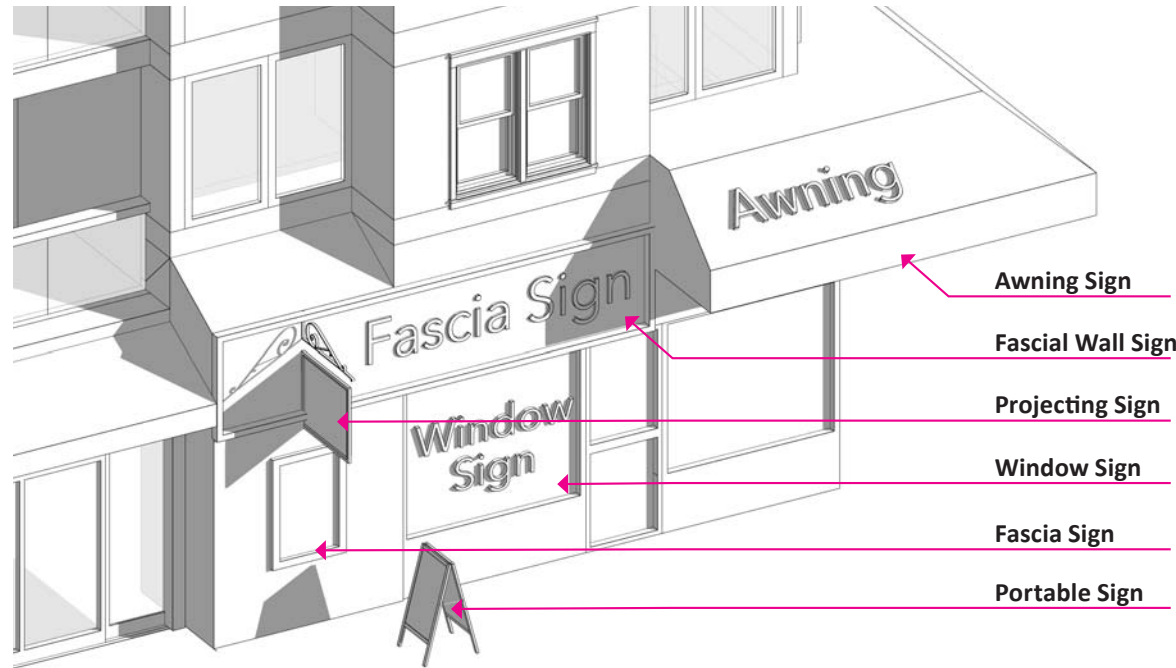 Awning
Fascia Sign
Window
Sign
Awning Sign
Fascial Wall Sign
Projecting Sign
Window Sign
Fascia Sign
Portable Sign